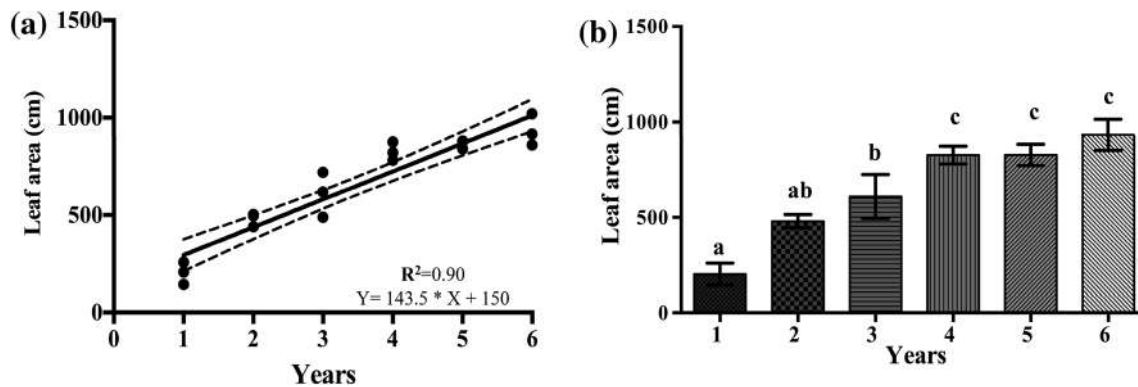 (a)
Leaf area (cm)
1500
1000
500
0
0 1 2 3 4 5 6
Years
R²=0.90
Y= 143.5 * X + 150
(b)
Leaf area (cm)
1500
1000
500
0
a
ab
b
c
c
c
1 2 3 4 5 6
Years